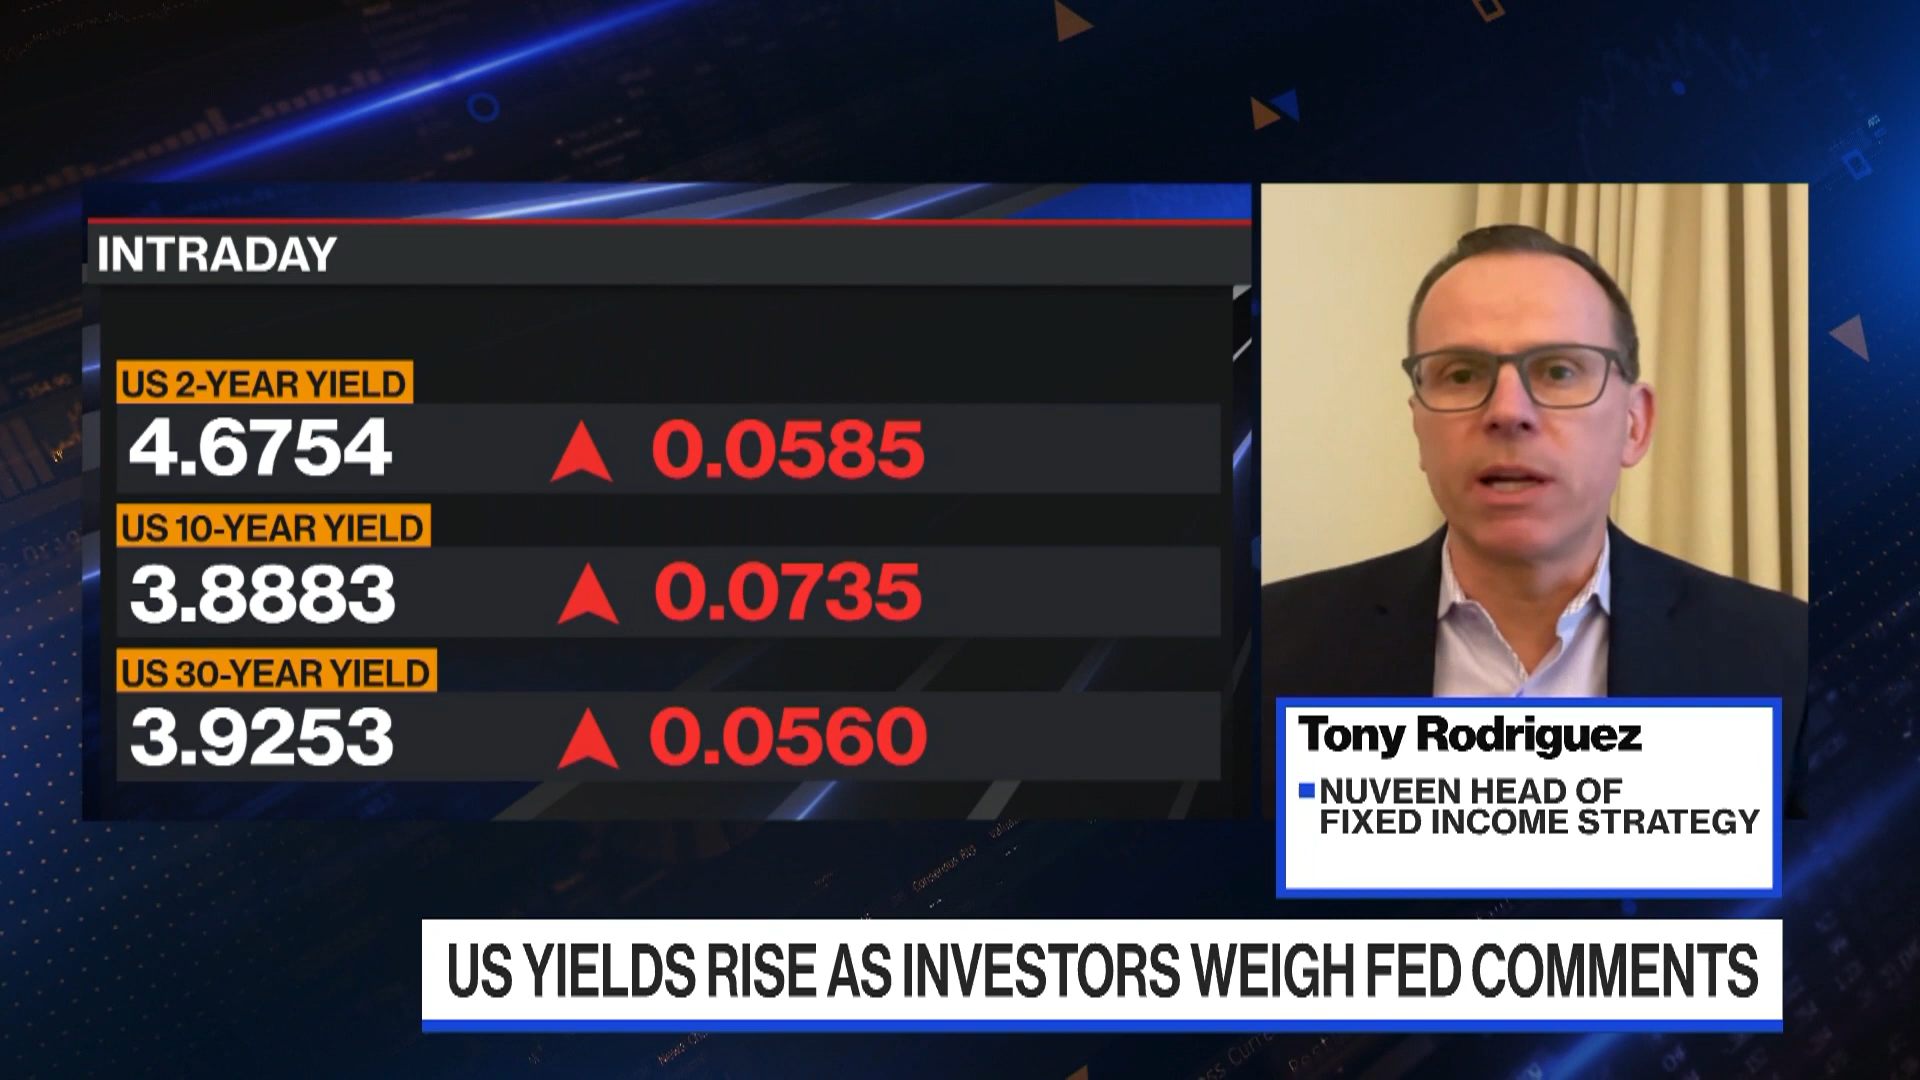 INTRADAY
US 2-YEAR YIELD
4.6754 0.0585
US 10-YEAR YIELD
3.8883 0.0735
US 30-YEAR YIELD
3.9253 0.0560
Tony Rodriguez
NUVEEN HEAD OF
FIXED INCOME STRATEGY
US YIELDS RISE AS INVESTORS WEIGH FED COMMENTS